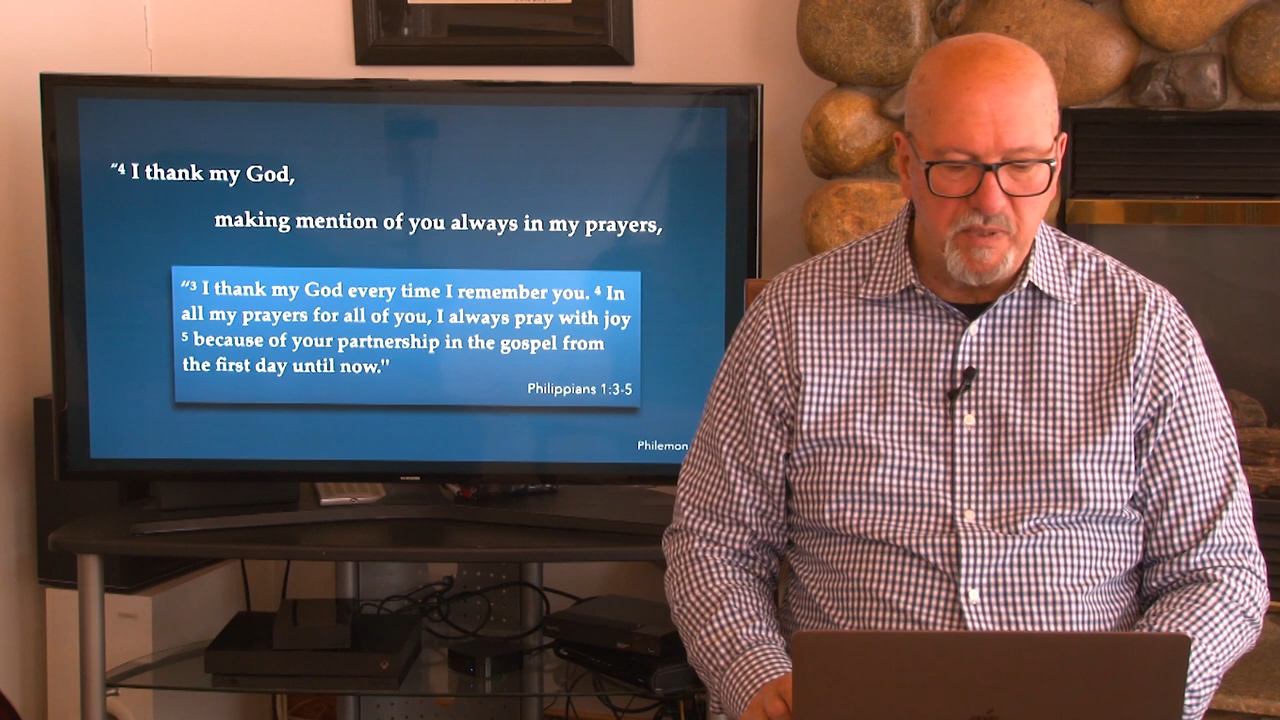 “⁴ I thank my God,
making mention of you always in my prayers,
“³ I thank my God every time I remember you. ⁴ In
all my prayers for all of you, I always pray with joy
⁵ because of your partnership in the gospel from
the first day until now."
Philippians 1:3-5
Philemon